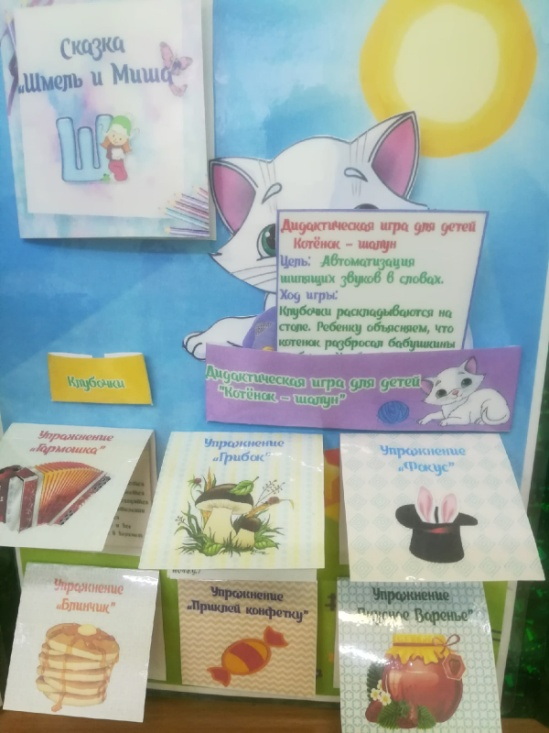 Сказка
„Шмель и Миша"
Ш
Дидактическая игра для детей
Котёнок – шалун
Цель: Автоматизация
шипящих звуков в словах.
Ход игры:
Клубочки раскладываются на
столе. Ребенку объясняем, что
котенок разбросал бабушкины
Клубочки
Дидактическая игра для детей
"Котёнок – шалун"
Упражнение
„Гармошка"
Упражнение
„Грибок"
Упражнение
„Фокус"
Упражнение
„Блинчик"
Упражнение
„Приклей конфетку"
Упражнение
„Вкусное Варенье"